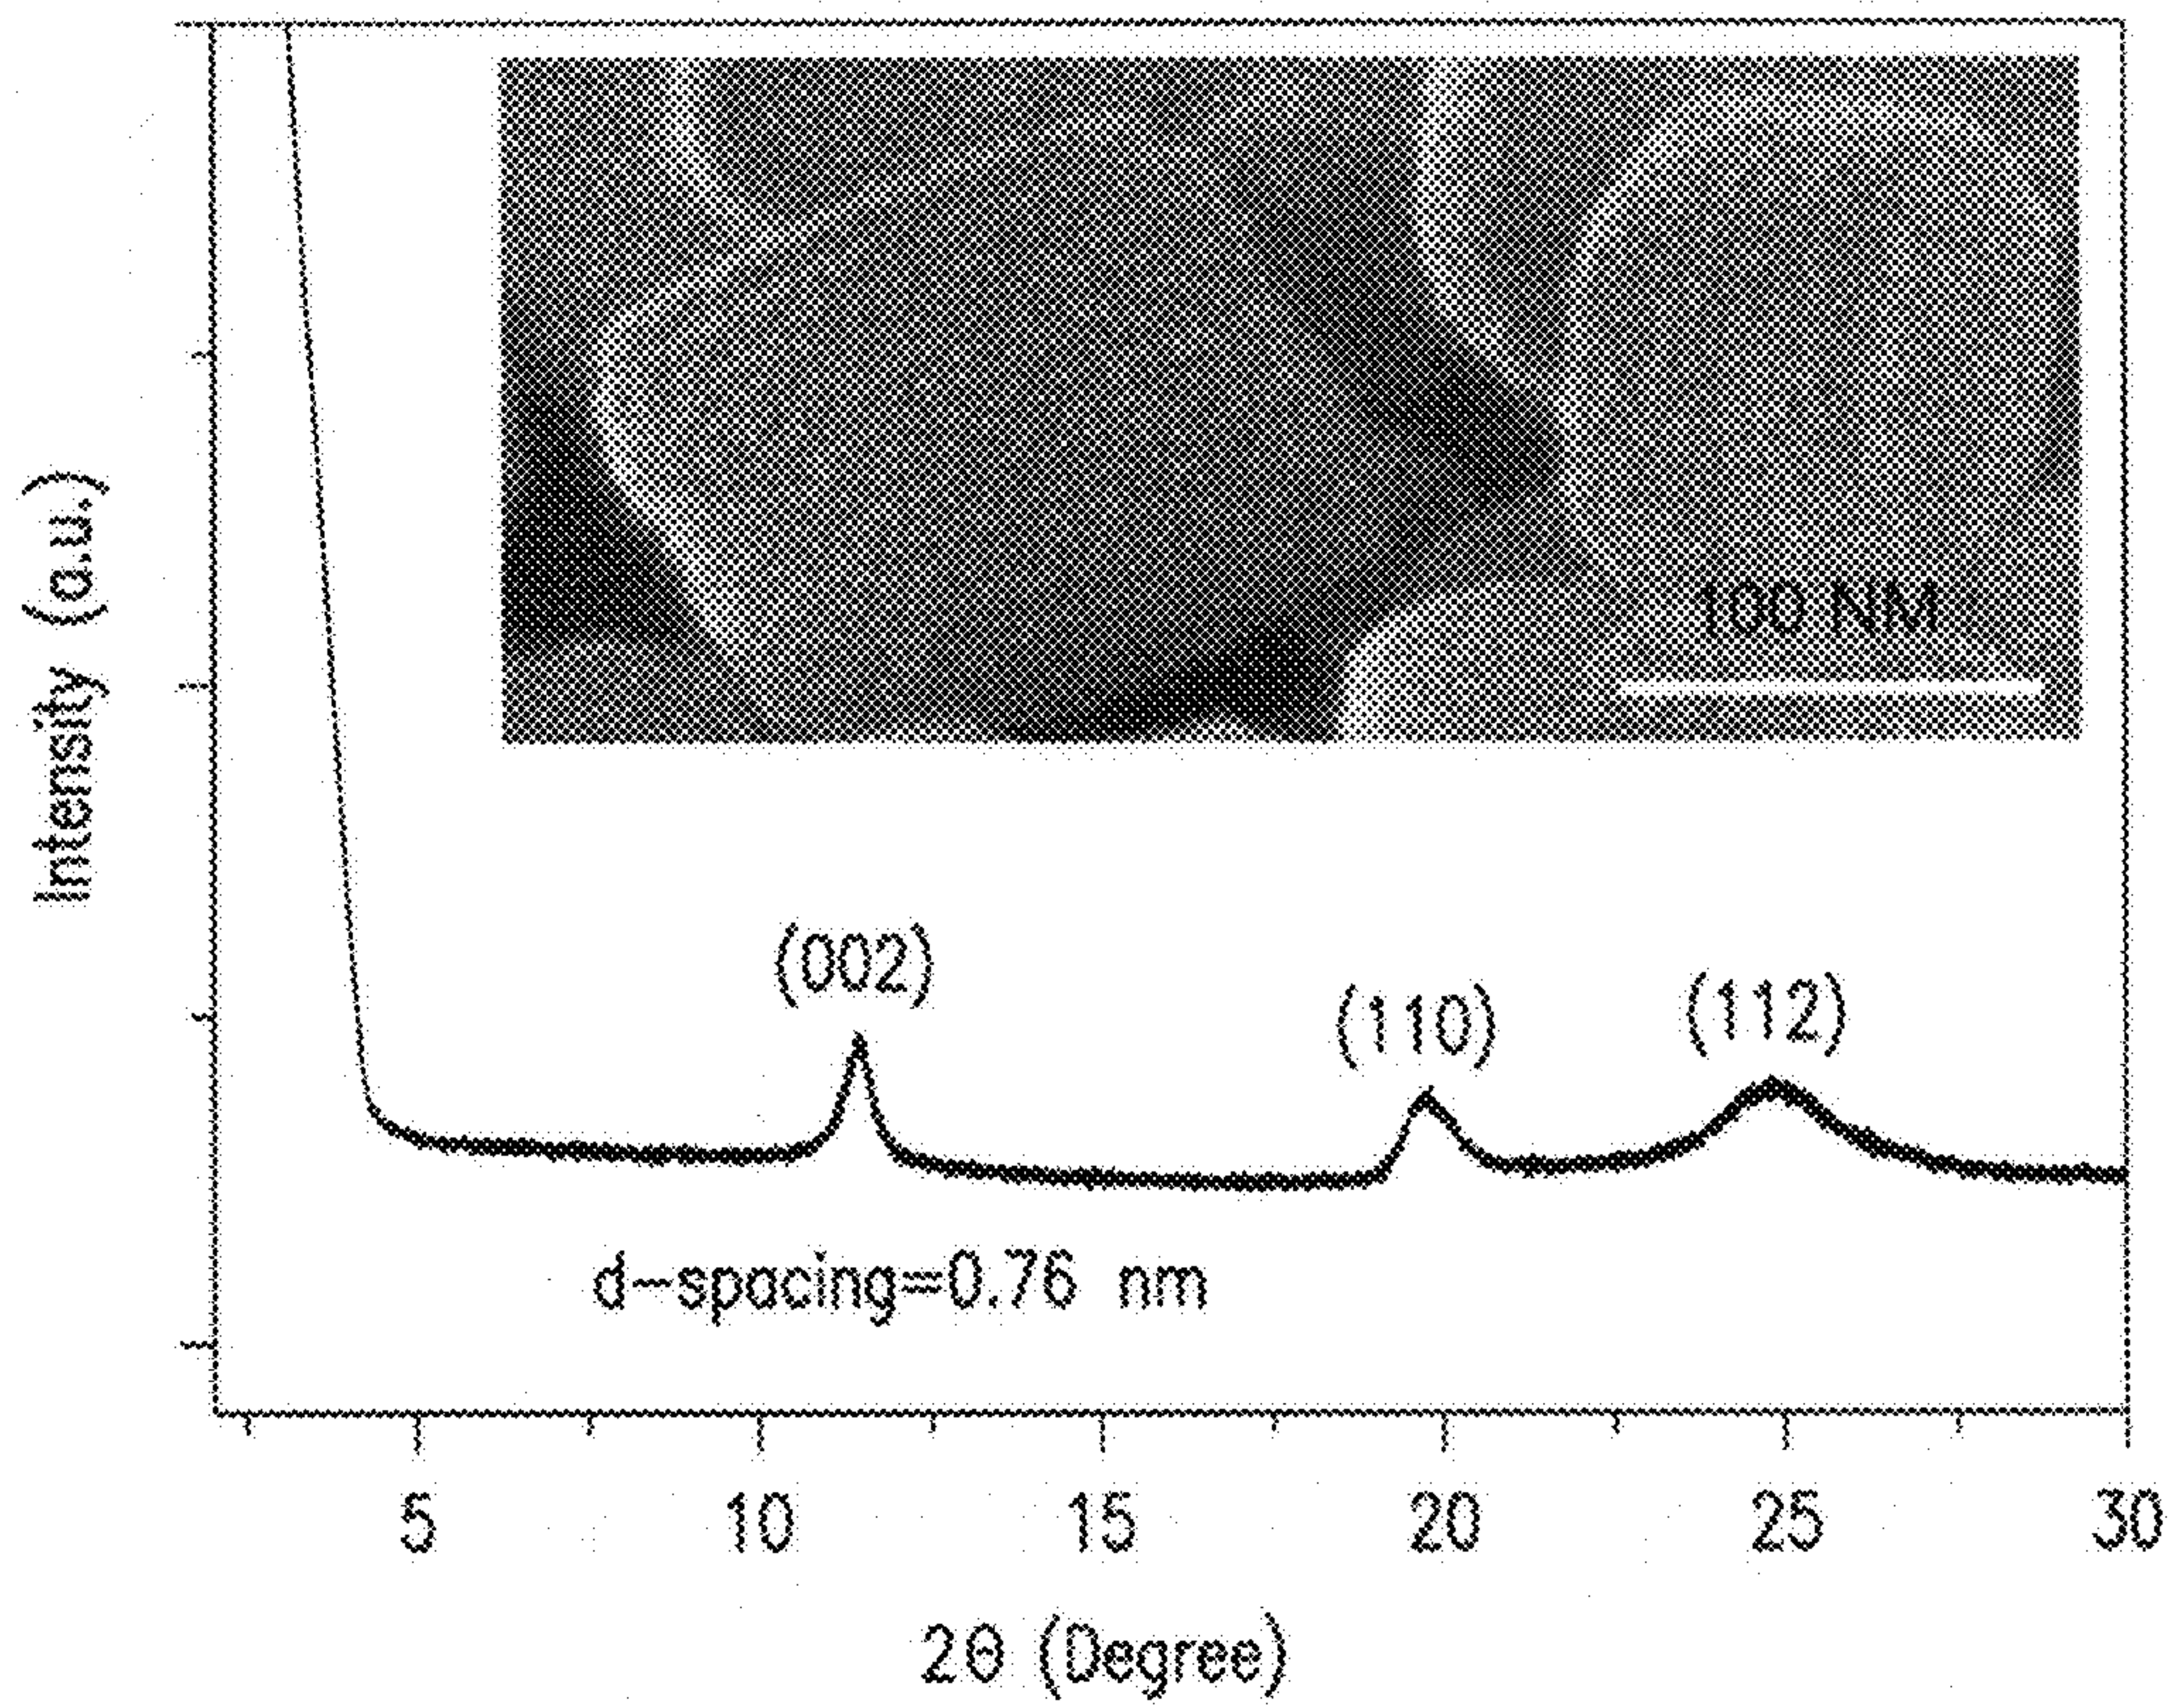 Intensity (a.u.)
100 NM
(002)
(110)
(112)
d-spacing=0.76 nm
5 10 15 20 25 30
2θ (Degree)